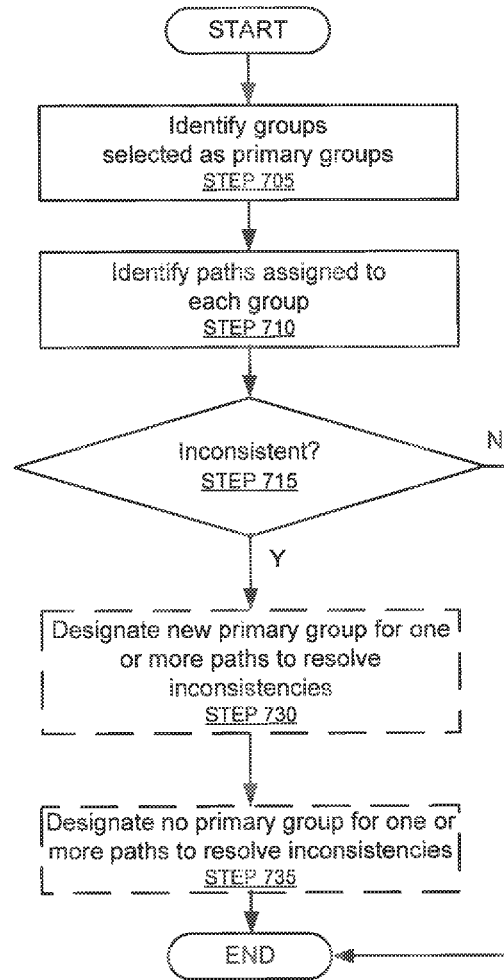 START
Identify groups
selected as primary groups
STEP 705
Identify paths assigned to
each group
STEP 710
Inconsistent?
STEP 715
N
Y
Designate new primary group for one
or more paths to resolve
inconsistencies
STEP 730
Designate no primary group for one or
more paths to resolve inconsistencies
STEP 735
END